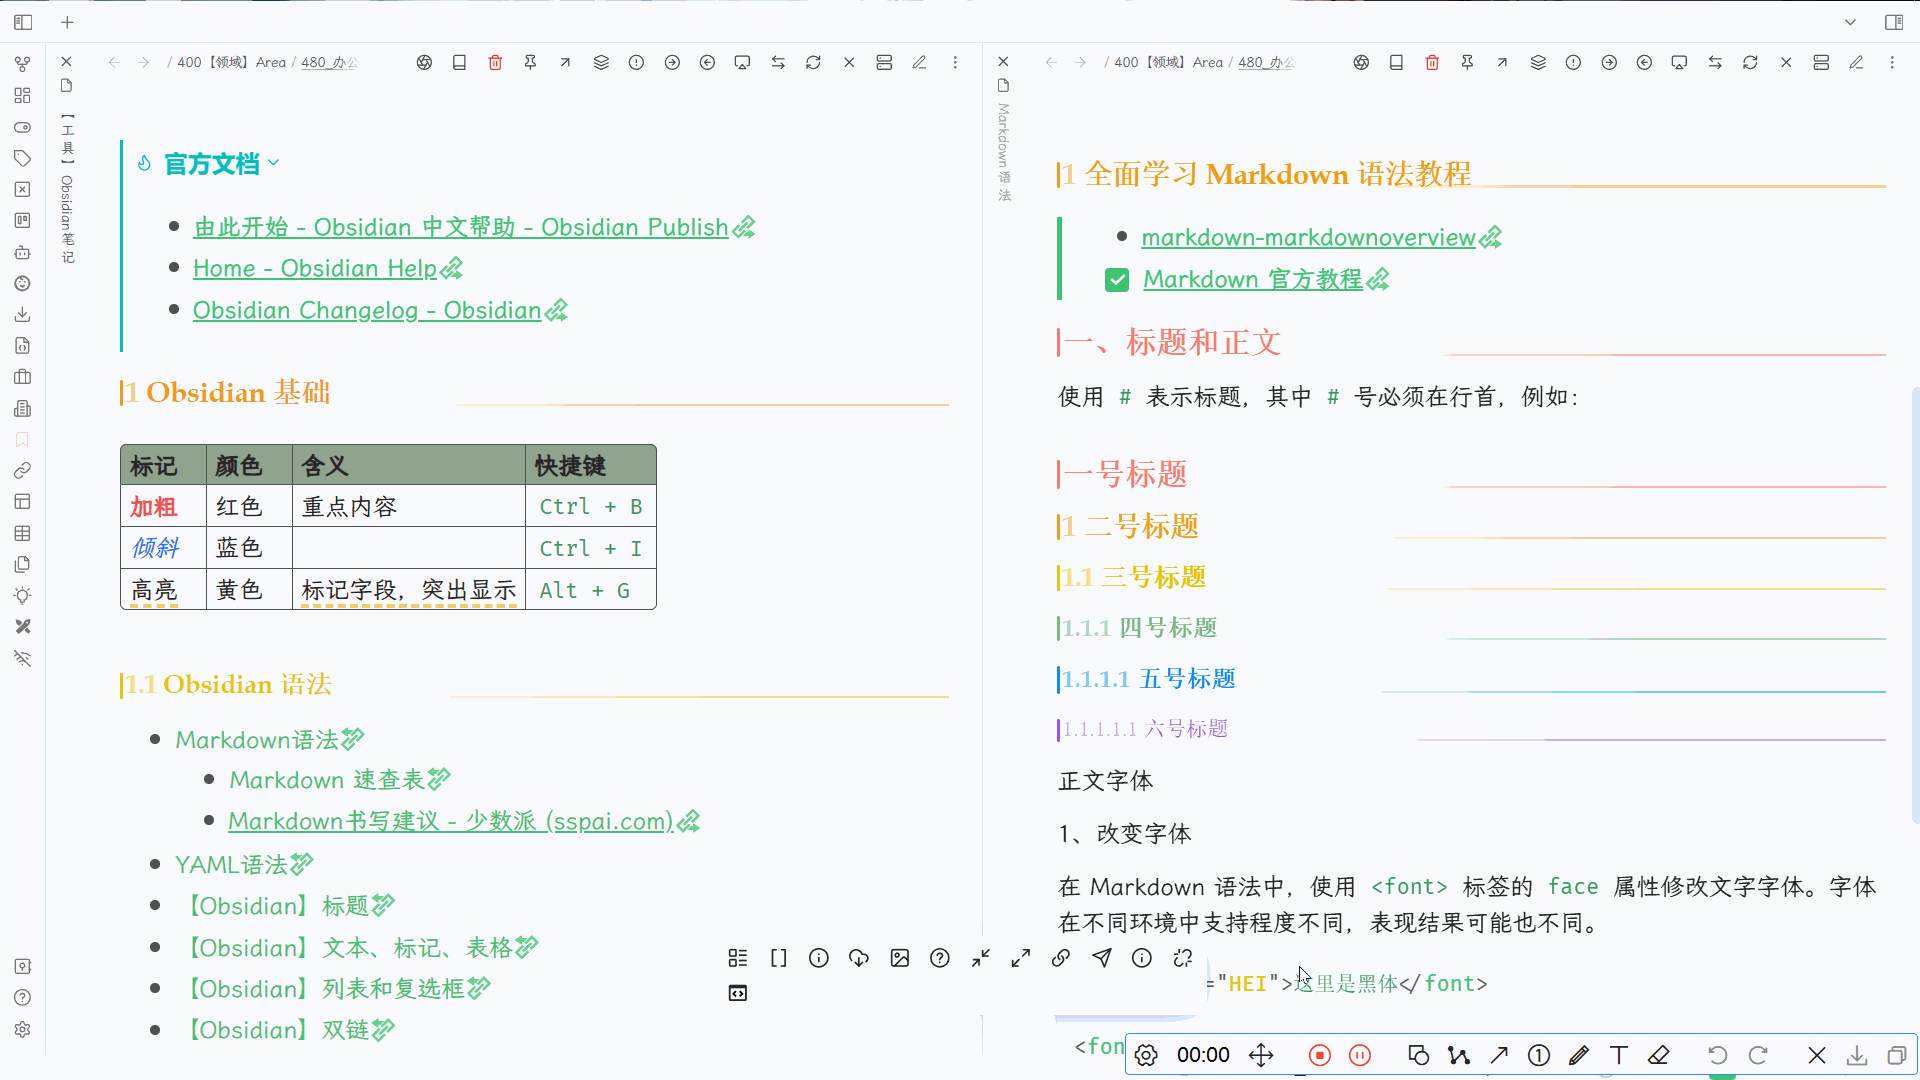 / 400【领域】Area / 480_办公
【工具】Obsidian笔记
官方文档
由此开始 - Obsidian 中文帮助 - Obsidian Publish
Home - Obsidian Help
Obsidian Changelog - Obsidian
1 Obsidian 基础
标记 颜色 含义 快捷键
加粗 红色 重点内容 Ctrl + B
倾斜 蓝色 Ctrl + I
高亮 黄色 标记字段，突出显示 Alt + G
1.1 Obsidian 语法
Markdown语法
Markdown 速查表
Markdown书写建议 - 少数派 (sspai.com)
YAML语法
【Obsidian】标题
【Obsidian】文本、标记、表格
【Obsidian】列表和复选框
【Obsidian】双链
/ 400【领域】Area / 480_办公
Markdown语法
1 全面学习 Markdown 语法教程
markdown-markdownoverview
Markdown 官方教程
一、标题和正文
使用 # 表示标题，其中 # 号必须在行首，例如：
一号标题
1 二号标题
1.1 三号标题
1.1.1 四号标题
1.1.1.1 五号标题
1.1.1.1.1 六号标题
正文字体
1、改变字体
在 Markdown 语法中，使用 <font> 标签的 face 属性修改文字字体。字体
在不同环境中支持程度不同，表现结果可能也不同。
="HEI">这里是黑体</font>
<fon
00:00